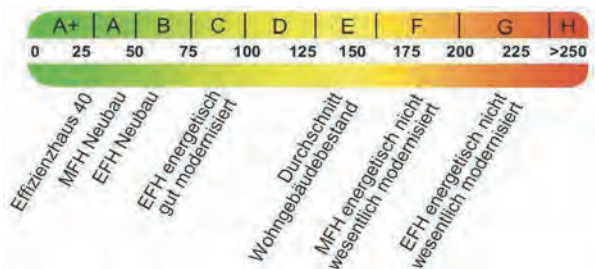 A+ A B C D E F G H
0 25 50 75 100 125 150 175 200 225 >250
Effizienzhaus 40
MFH Neubau
EFH Neubau
EFH energetisch
gut modernisiert
Durchschnitt
Wohngebäudebestand
MFH energetisch nicht
wesentlich modernisiert
EFH energetisch nicht
wesentlich modernisiert